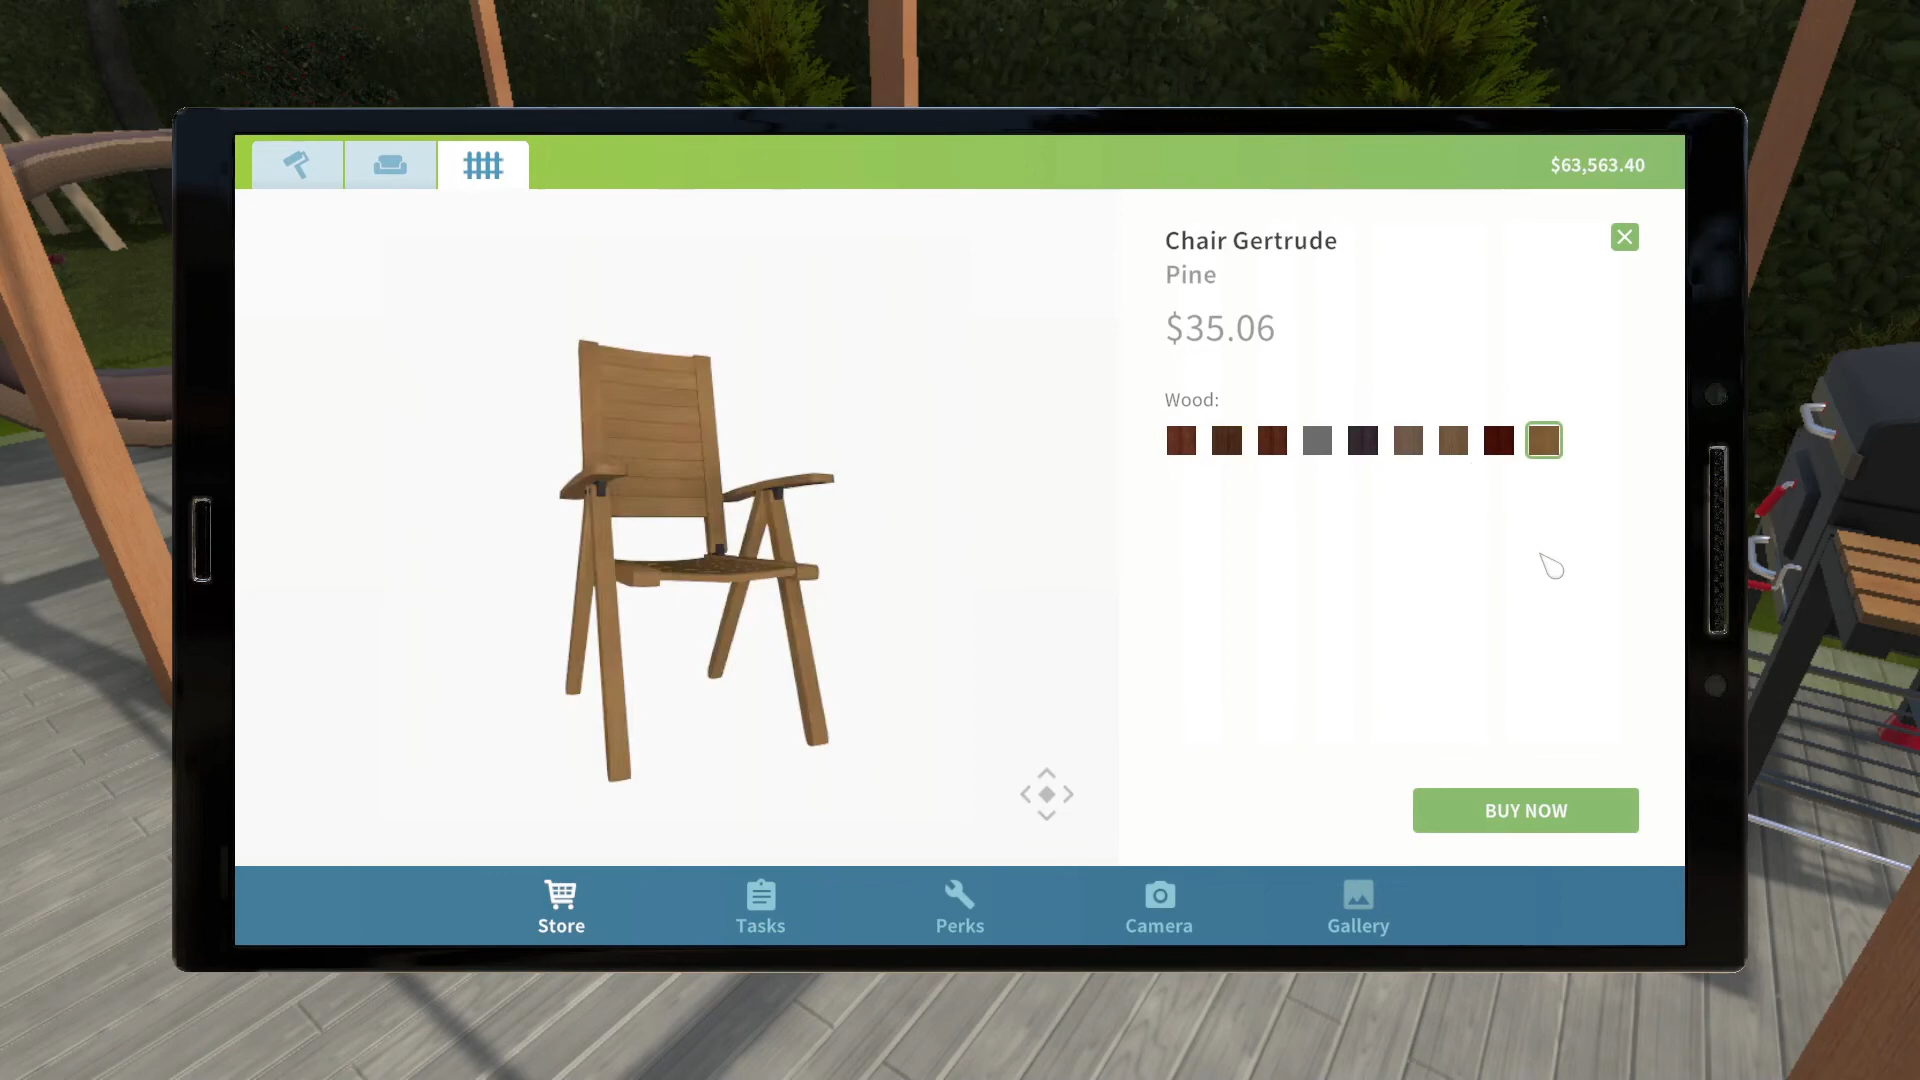 $63,563.40
Chair Gertrude
Pine
$35.06
Wood:
BUY NOW
Store
Tasks
Perks
Camera
Gallery